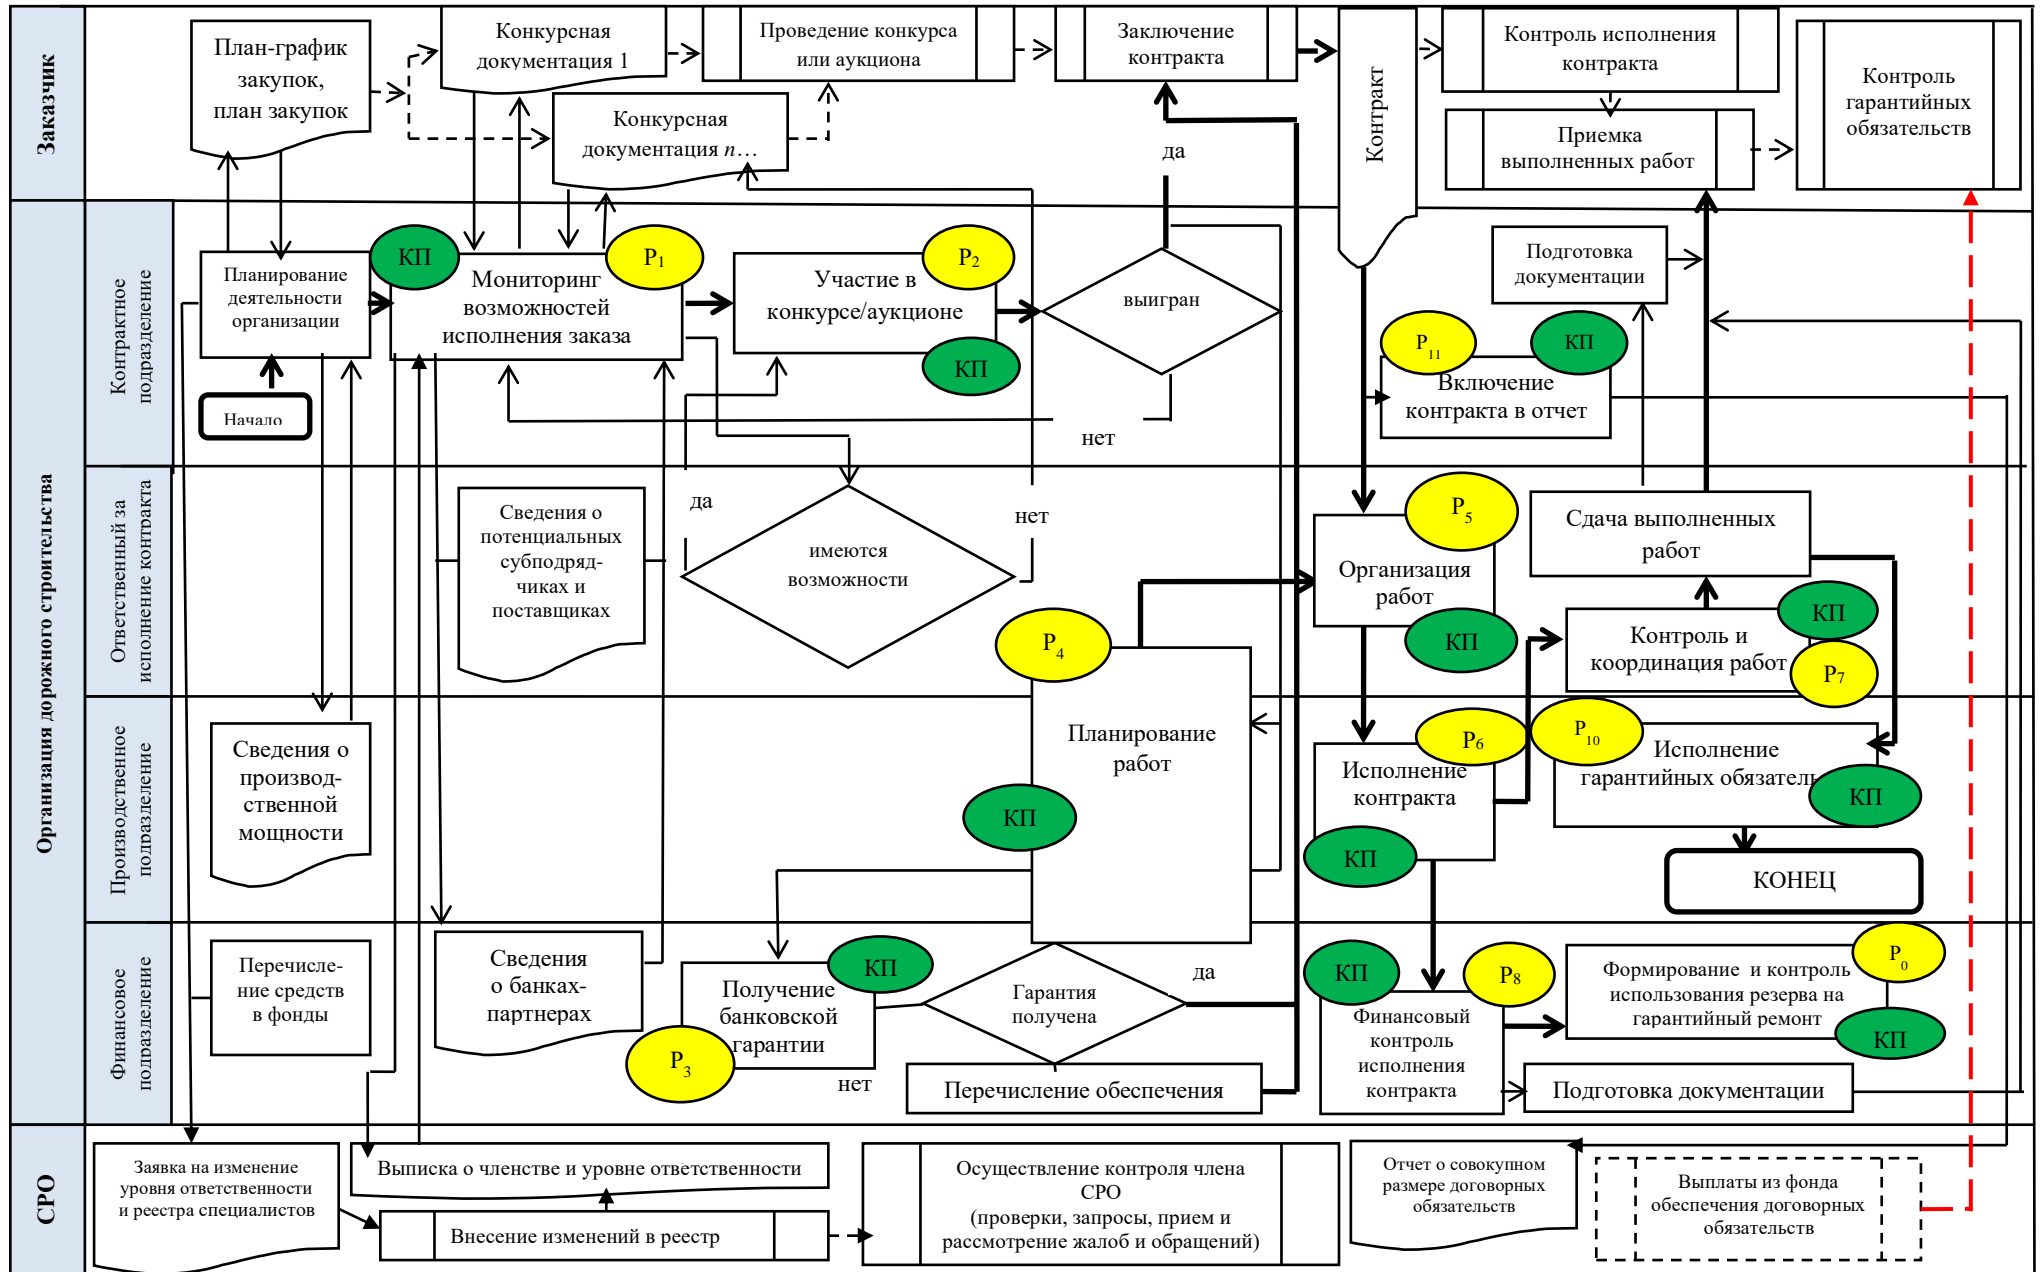 Заказчик
План-график
закупок,
план закупок
Конкурсная
документация 1
Конкурсная
документация n…
Проведение конкурса
или аукциона
Заключение
контракта
Контракт
Контроль исполнения
контракта
Приемка
выполненных работ
Контроль
гарантийных
обязательств
да
Организация дорожного строительства
Контрактное
подразделение
Планирование
деятельности
организации
Начало
КП
Мониторинг
возможностей
исполнения заказа
P1
Участие в
конкурсе/аукционе
P2
КП
выигран
нет
Подготовка
документации
P11
КП
Включение
контракта в отчет
Ответственный за
исполнение контракта
Сведения о
потенциальных
субподряд-
чиках и
поставщиках
да
имеются
возможности
нет
P4
P5
Организация
работ
КП
Сдача выполненных
работ
КП
Контроль и
координация работ
P7
Производственное
подразделение
Сведения о
производ-
ственной
мощности
Планирование
работ
КП
P6
Исполнение
контракта
КП
P10
Исполнение
гарантийных обязатель
КП
КОНЕЦ
Финансовое
подразделение
Перечисле-
ние средств
в фонды
Сведения
о банках-
партнерах
КП
Получение
банковской
гарантии
P3
нет
Гарантия
получена
да
Перечисление обеспечения
КП
P8
Финансовый
контроль
исполнения
контракта
P0
Формирование и контроль
использования резерва на
гарантийный ремонт
КП
Подготовка документации
СРО
Заявка на изменение
уровня ответственности
и реестра специалистов
Выписка о членстве и уровне ответственности
Внесение изменений в реестр
Осуществление контроля члена
СРО
(проверки, запросы, прием и
рассмотрение жалоб и обращений)
Отчет о совокупном
размере договорных
обязательств
Выплаты из фонда
обеспечения договорных
обязательств